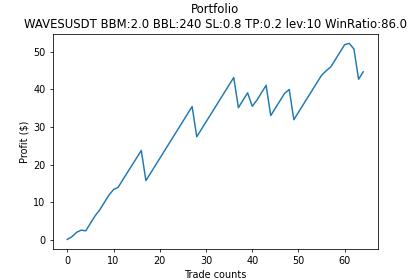 Portfolio
WAVESUSDT BBM:2.0 BBL:240 SL:0.8 TP:0.2 lev:10 WinRatio:86.0
Profit ($)
50
40
30
20
10
0
0 10 20 30 40 50 60
Trade counts